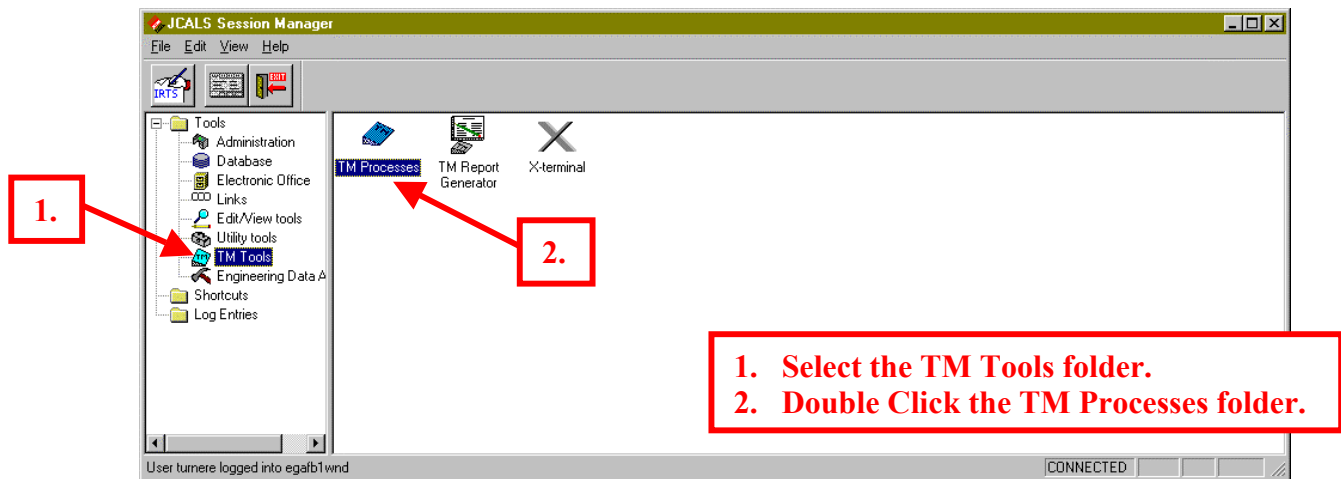 JCALS Session Manager
File Edit View Help
IRTS
EXIT
Tools
Administration
Database
Electronic Office
Links
Edit/View tools
Utility tools
TM
TM Tools
Engineering Data A
Shortcuts
Log Entries
TM Processes
TM Report
Generator
X-terminal
1.
2.
1. Select the TM Tools folder.
2. Double Click the TM Processes folder.
User turnere logged into egafb1wnd
CONNECTED